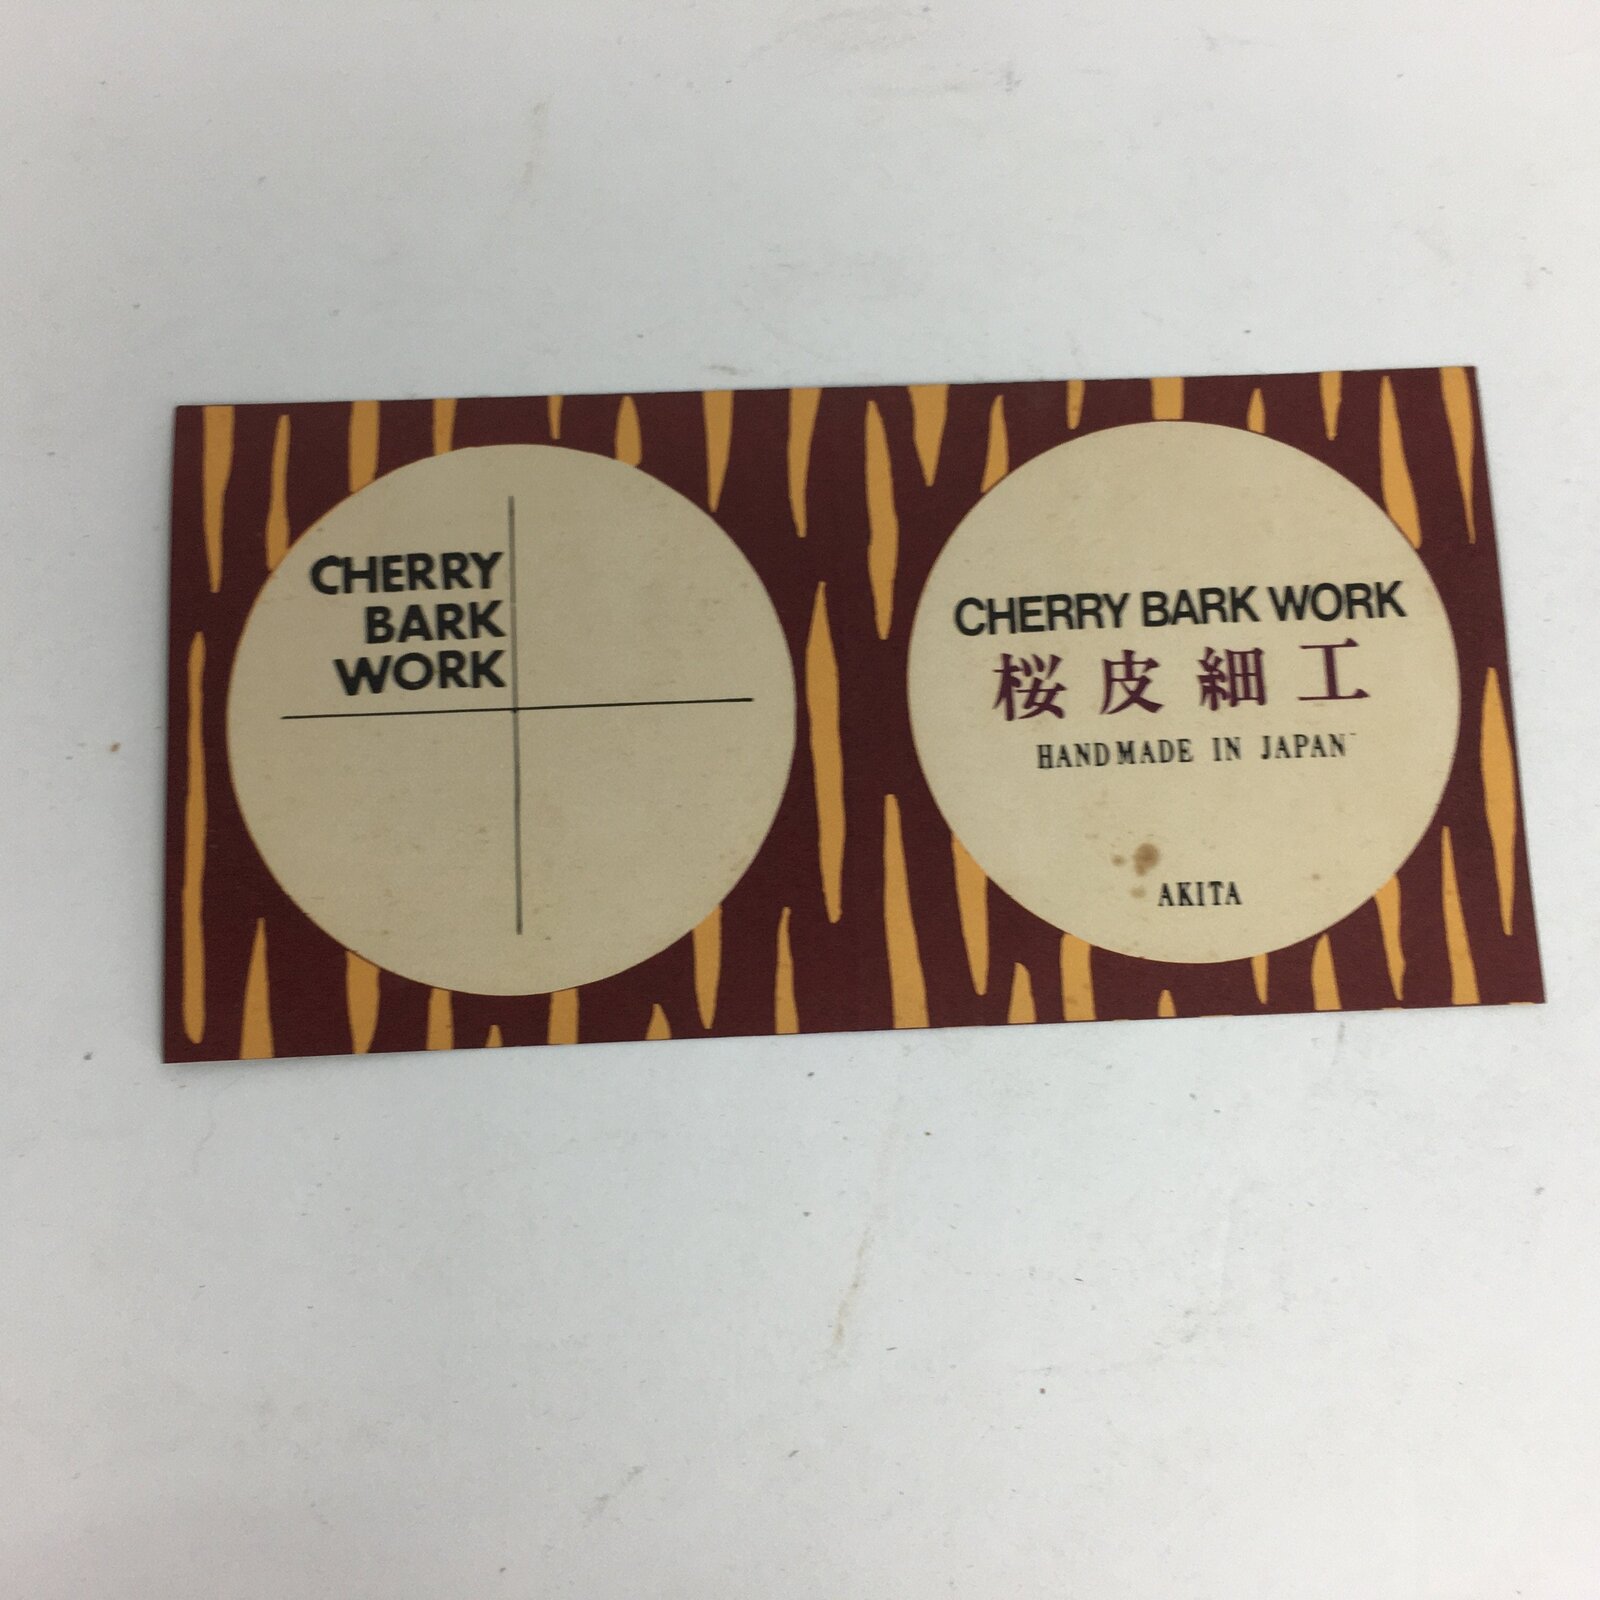 CHERRY
BARK
WORK
CHERRY BARK WORK
桜皮細工
HANDMADE IN JAPAN
AKITA